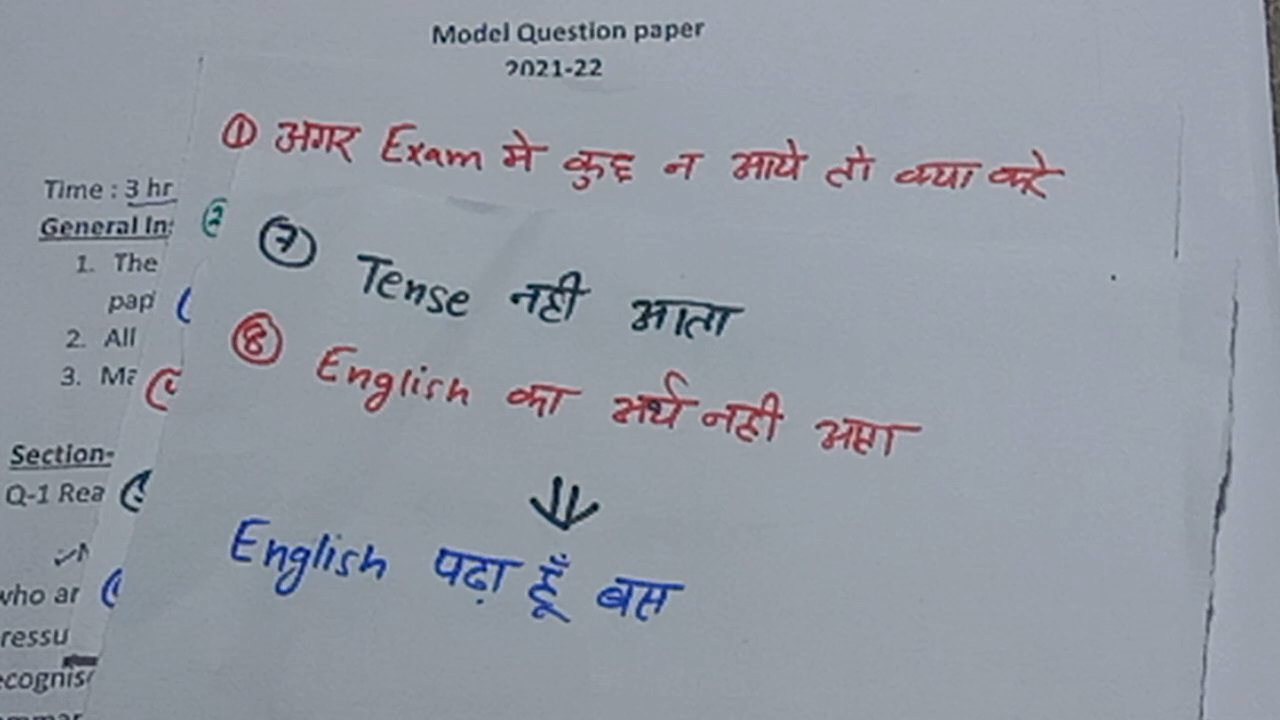 Model Question paper
2021-22
① अगर Exam मे कुछ न आये तो क्या करे
Time : 3 hr
General In
②
⑦ Tense नही आता
1. The
pap
⑧ English का अर्थ नही आता
2. All
3. Ma
Section-
Q-1 Rea
English पढ़ा हूँ बस
who ar
ressu
ecognis